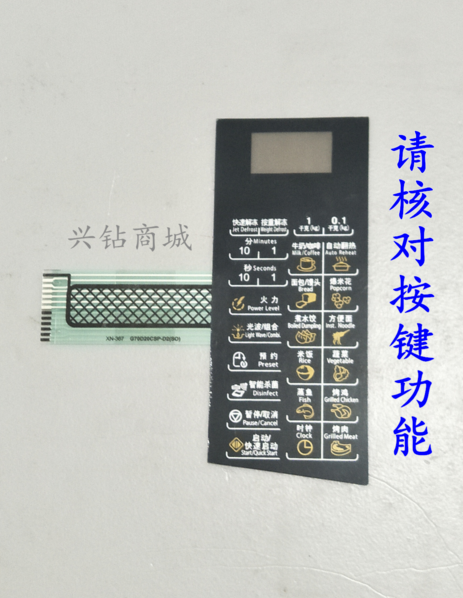 请核对按键功能
兴钻商城
快速解冻 按重解冻 1 0.1
Jet Defrost Weight Defrost 千克(kg) 千克(kg)
分Minutes
10 1
牛奶/咖啡 自动翻热
Milk/Coffee Auto Reheat
秒Seconds
10 1
面包/馒头 爆米花
Bread Popcorn
火力
Power Level
煮水饺 方便面
Boiled Dumpling Inst. Noodle
光波/组合
Light Wave/Combi.
米饭 蔬菜
Rice Vegetable
预约
Preset
智能杀菌
Disinfect
蒸鱼 烤鸡
Fish Grilled Chicken
暂停/取消
Pause/Cancel
时钟 烤肉
Clock Grilled Meat
启动/
快速启动
Start/Quick Start